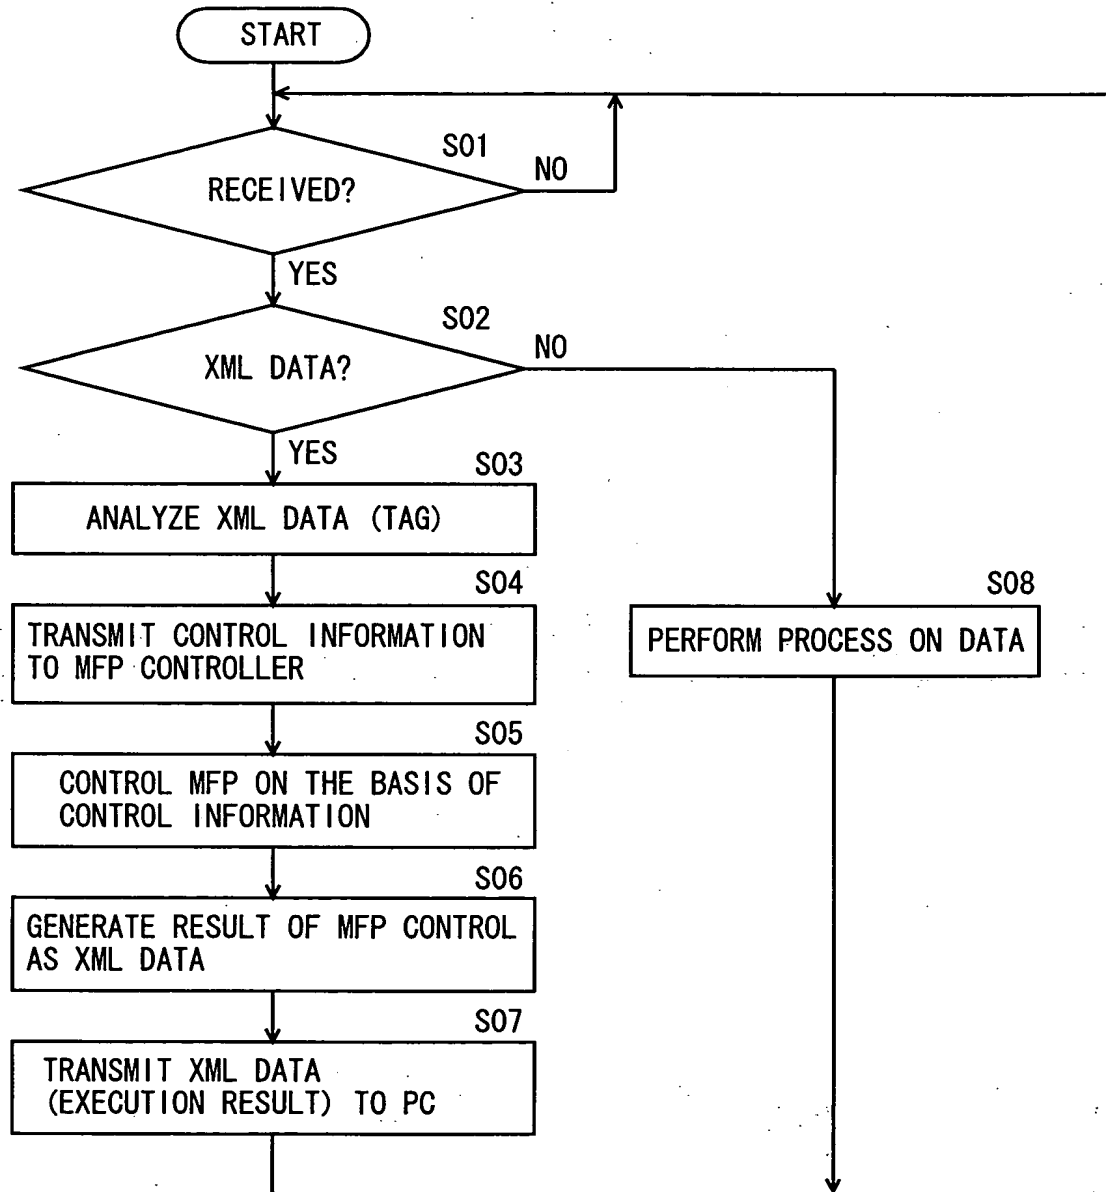 START
S01
RECEIVED?
NO
YES
S02
XML DATA?
NO
YES
S03
ANALYZE XML DATA (TAG)
S04
TRANSMIT CONTROL INFORMATION
TO MFP CONTROLLER
S08
PERFORM PROCESS ON DATA
S05
CONTROL MFP ON THE BASIS OF
CONTROL INFORMATION
S06
GENERATE RESULT OF MFP CONTROL
AS XML DATA
S07
TRANSMIT XML DATA
(EXECUTION RESULT) TO PC